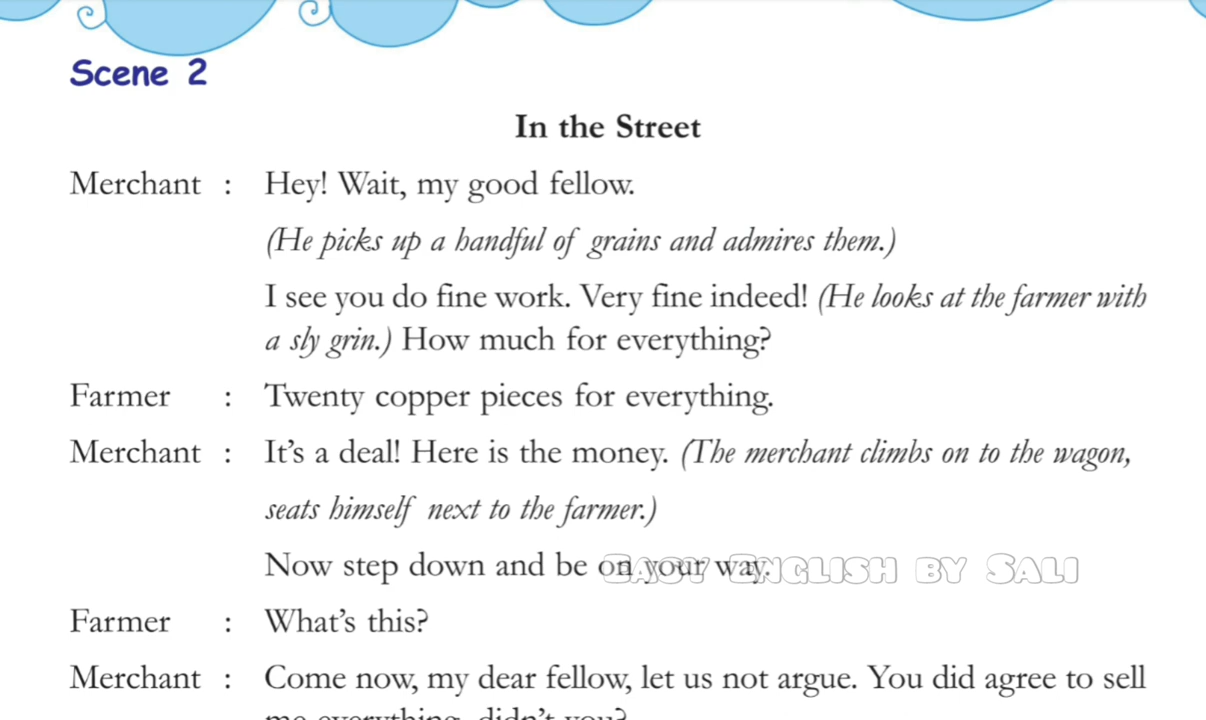 Scene 2
In the Street
Merchant : Hey! Wait, my good fellow.
(He picks up a handful of grains and admires them.)
I see you do fine work. Very fine indeed! (He looks at the farmer with
a sly grin.) How much for everything?
Farmer : Twenty copper pieces for everything.
Merchant : It's a deal! Here is the money. (The merchant climbs on to the wagon,
seats himself next to the farmer.)
Now step down and be on your way.
Easy English by Sali
Farmer : What's this?
Merchant : Come now, my dear fellow, let us not argue. You did agree to sell
me everything, didn't you?